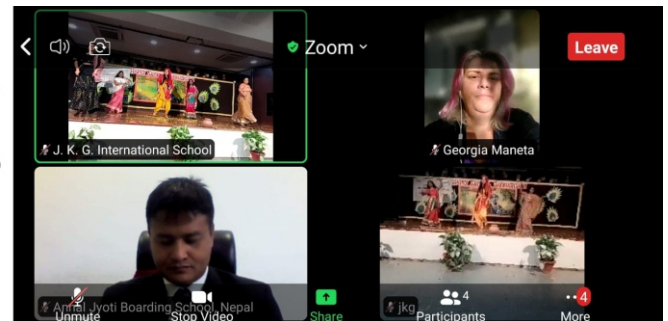 Zoom
Leave
J. K. G. International School
Georgia Maneta
Annal Jyoti Boarding School, Nepal
jkg
4
4
Unmute
Stop Video
Share
Participants
More